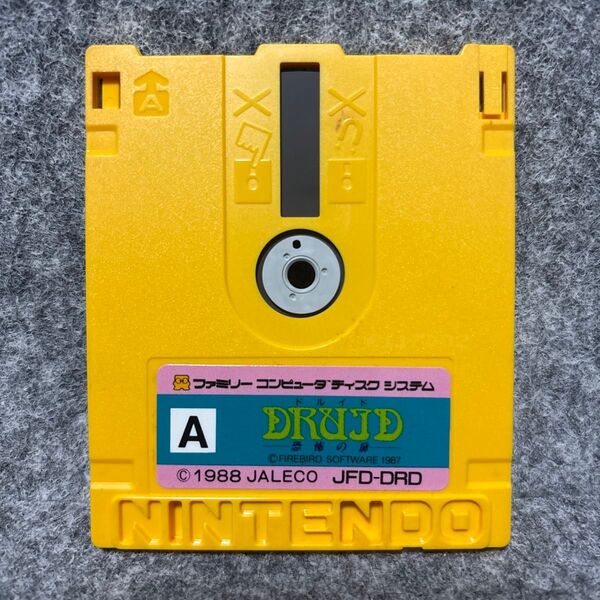 A
ファミリー コンピュータ ディスク システム
A
ドルイド
DRUID
恐怖の扉
©FIREBIRD SOFTWARE 1987
©1988 JALECO JFD-DRD
NINTENDO